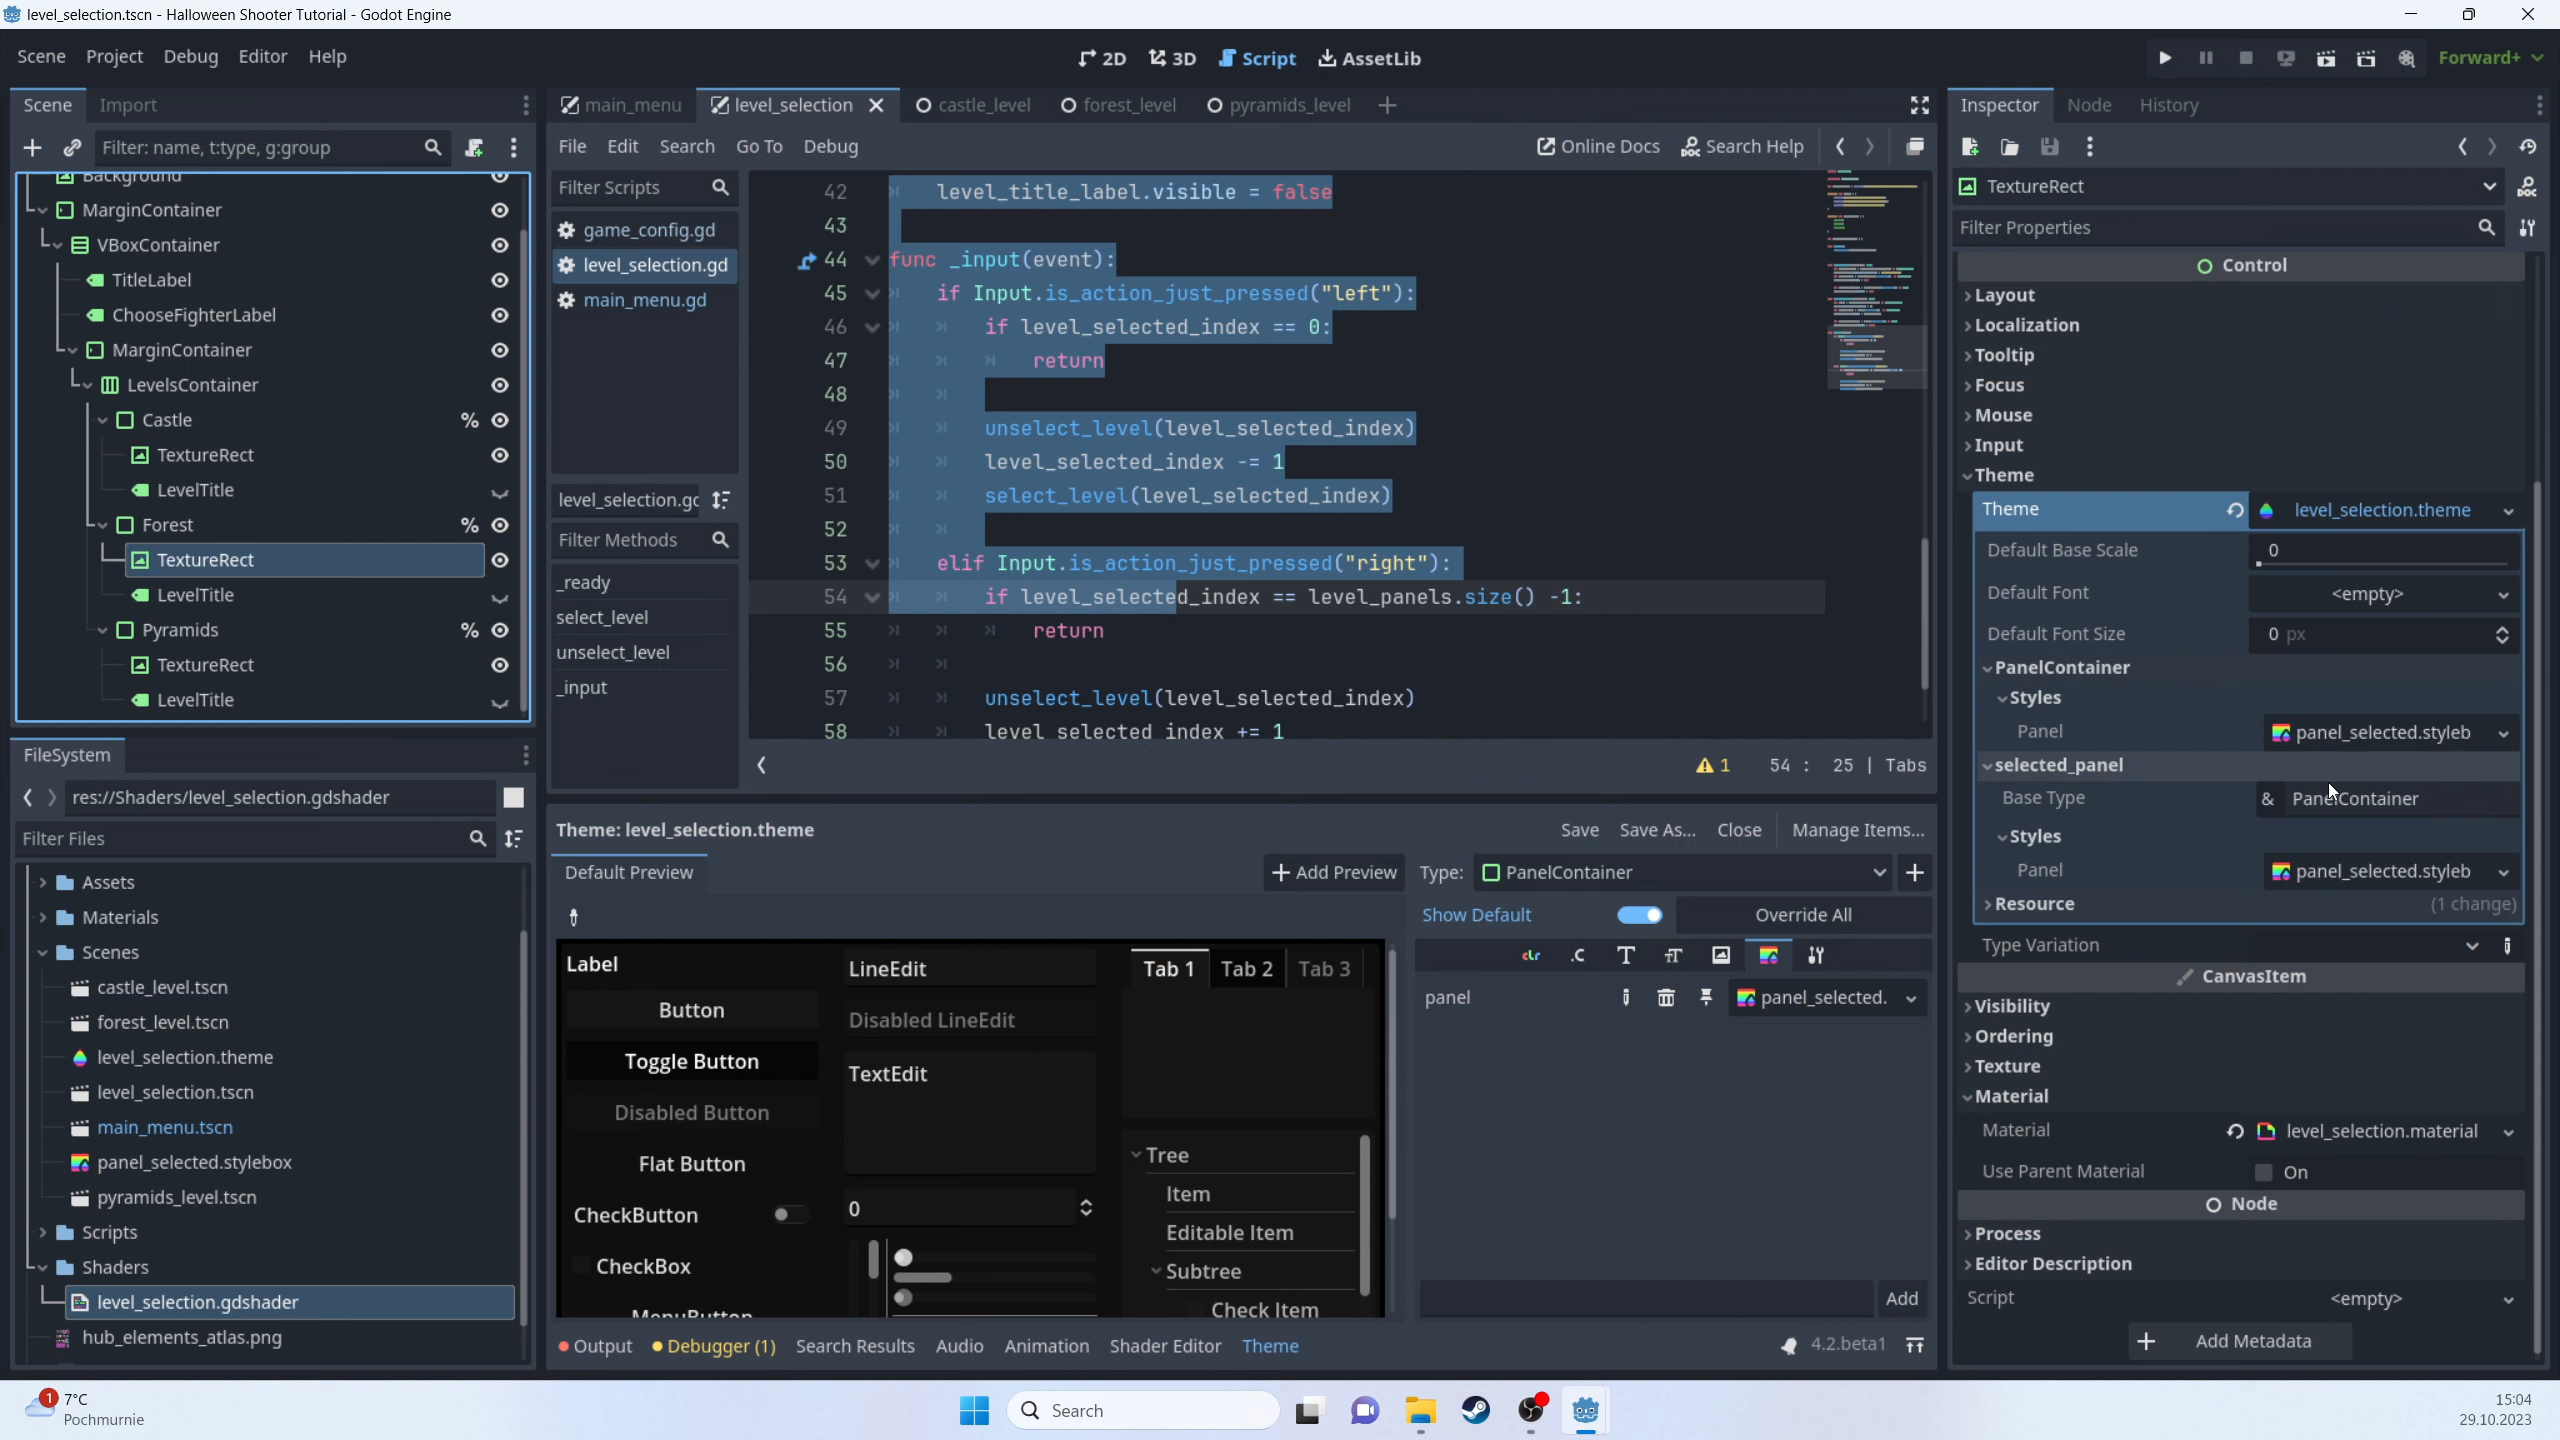 level_selection.tscn - Halloween Shooter Tutorial - Godot Engine
Scene Project Debug Editor Help
2D 3D Script AssetLib
Forward+
Scene Import
Filter: name, t:type, g:group
Background
MarginContainer
VBoxContainer
TitleLabel
ChooseFighterLabel
MarginContainer
LevelsContainer
Castle %
TextureRect
LevelTitle
Forest %
TextureRect
LevelTitle
Pyramids %
TextureRect
LevelTitle
FileSystem
res://Shaders/level_selection.gdshader
Filter Files
Assets
Materials
Scenes
castle_level.tscn
forest_level.tscn
level_selection.theme
level_selection.tscn
main_menu.tscn
panel_selected.stylebox
pyramids_level.tscn
Scripts
Shaders
level_selection.gdshader
hub_elements_atlas.png
main_menu level_selection castle_level forest_level pyramids_level
File Edit Search Go To Debug
Online Docs Search Help
Filter Scripts
game_config.gd
level_selection.gd
main_menu.gd
level_selection.gd
Filter Methods
_ready
select_level
unselect_level
_input
42 level_title_label.visible = false
43
44 func _input(event):
45 if Input.is_action_just_pressed("left"):
46 if level_selected_index == 0:
47 return
48
49 unselect_level(level_selected_index)
50 level_selected_index -= 1
51 select_level(level_selected_index)
52
53 elif Input.is_action_just_pressed("right"):
54 if level_selected_index == level_panels.size() -1:
55 return
56
57 unselect_level(level_selected_index)
58 level_selected_index += 1
1 54 : 25 | Tabs
Theme: level_selection.theme
Save Save As... Close Manage Items...
Default Preview
Add Preview
Type: PanelContainer
Show Default
Override All
panel panel_selected.
Add
Label
Button
Toggle Button
Disabled Button
Flat Button
CheckButton
CheckBox
MenuButton
LineEdit
Disabled LineEdit
TextEdit
0
Tab 1 Tab 2 Tab 3
Tree
Item
Editable Item
Subtree
Check Item
Output Debugger (1) Search Results Audio Animation Shader Editor Theme
4.2.beta1
Inspector Node History
TextureRect
Filter Properties
Control
Layout
Localization
Tooltip
Focus
Mouse
Input
Theme
Theme level_selection.theme
Default Base Scale 0
Default Font <empty>
Default Font Size 0 px
PanelContainer
Styles
Panel panel_selected.styleb
selected_panel
Base Type & PanelContainer
Styles
Panel panel_selected.styleb
Resource (1 change)
Type Variation
CanvasItem
Visibility
Ordering
Texture
Material
Material level_selection.material
Use Parent Material On
Node
Process
Editor Description
Script <empty>
Add Metadata
1
7°C
Pochmurnie
Search
15:04
29.10.2023